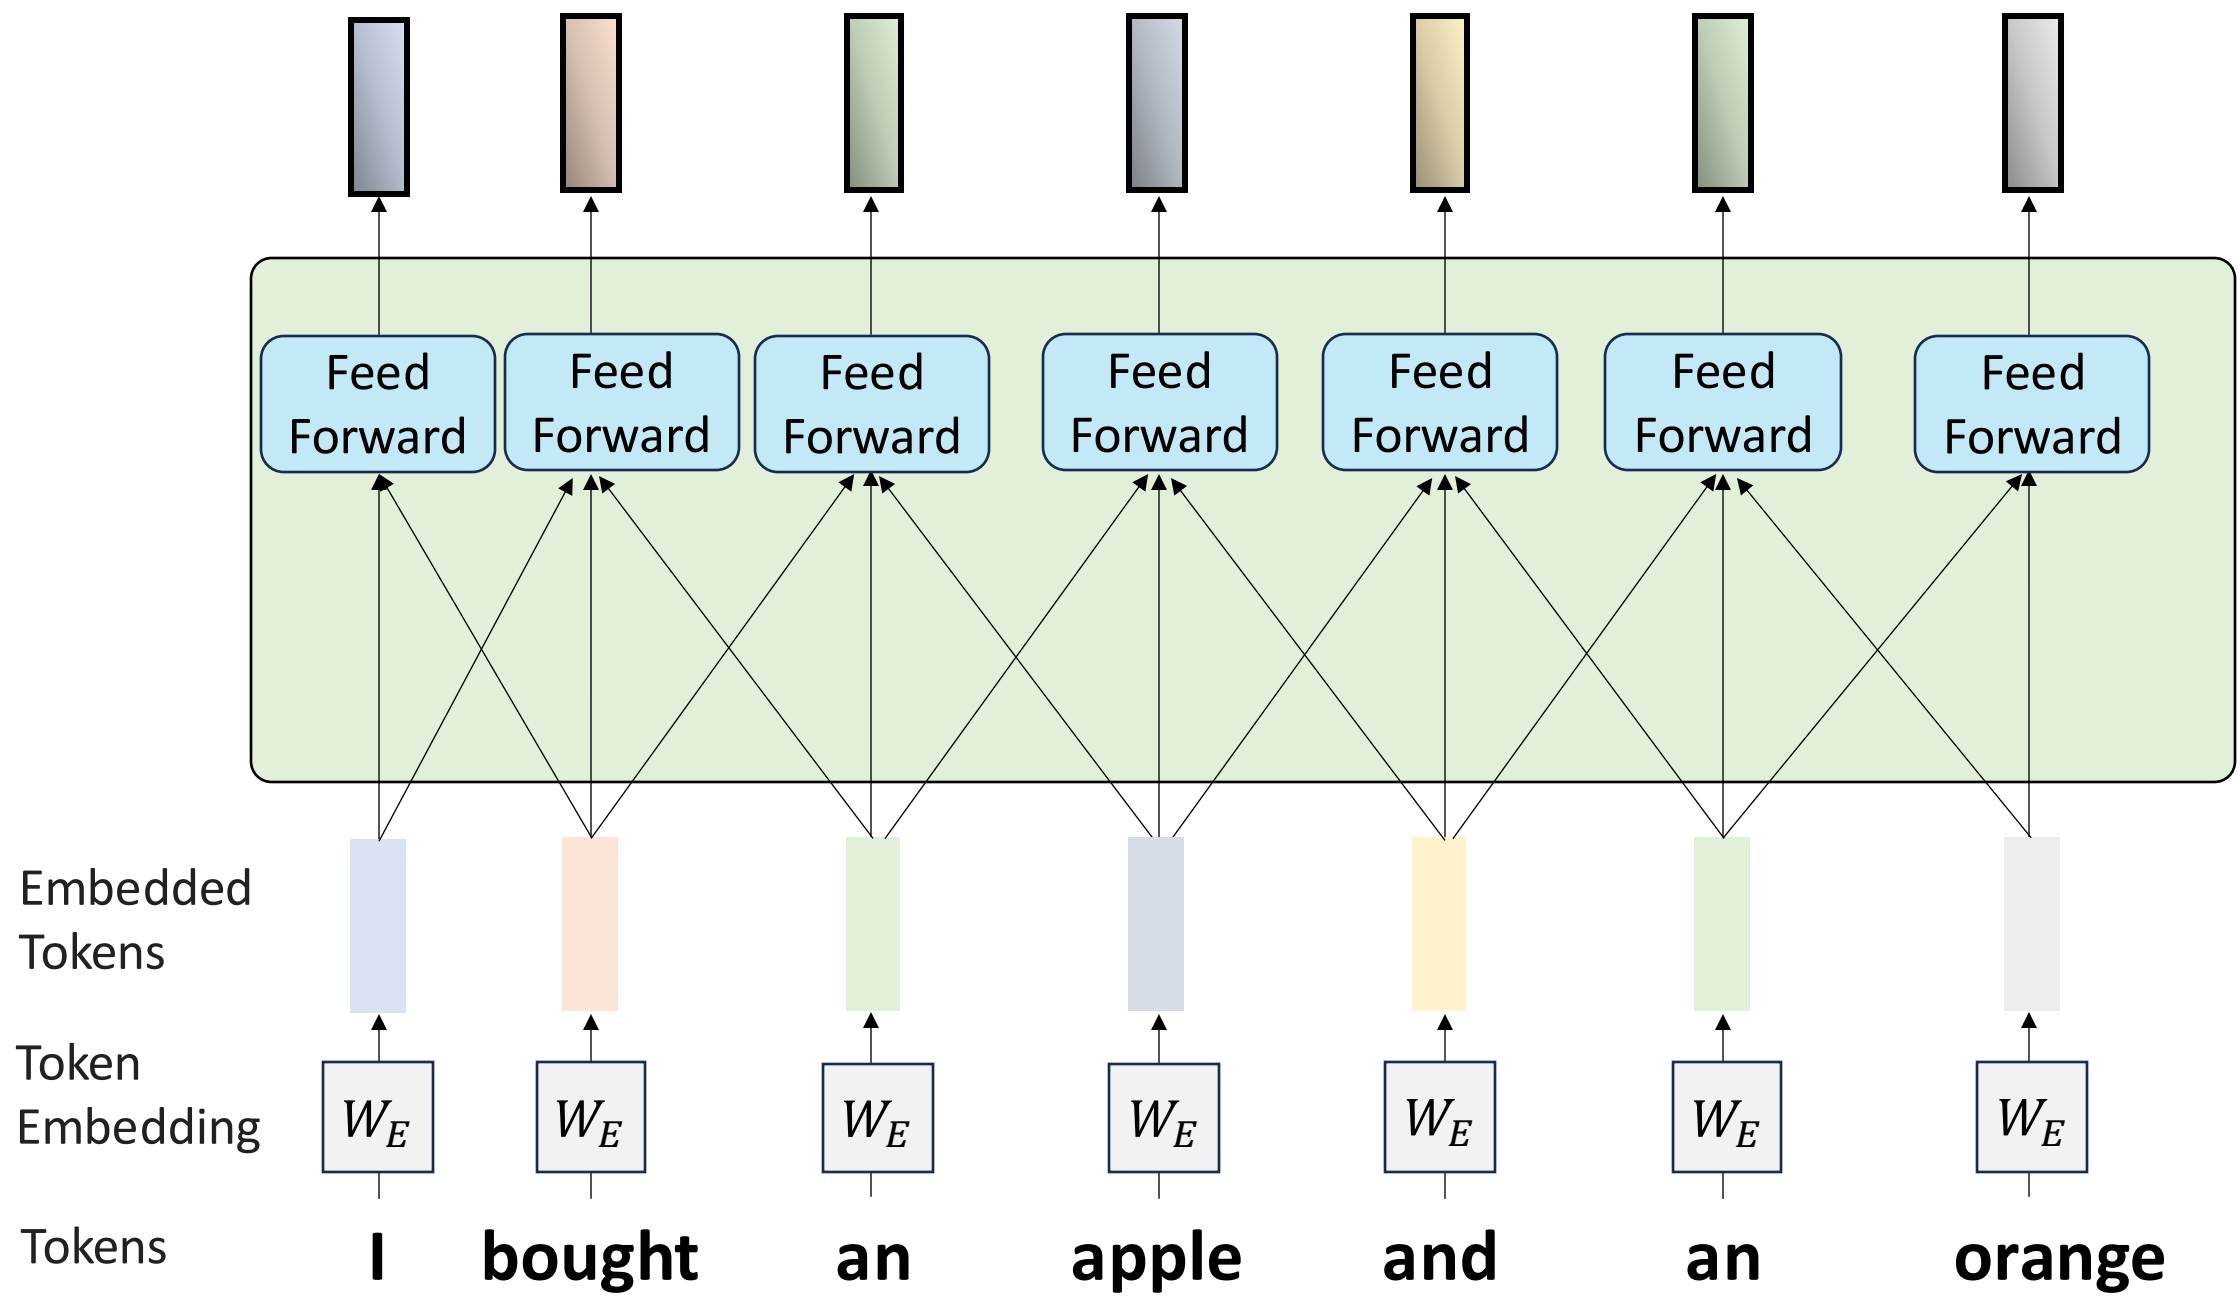 Feed Forward
Feed Forward
Feed Forward
Feed Forward
Feed Forward
Feed Forward
Feed Forward
Embedded
Tokens
Token
Embedding
W_E W_E W_E W_E W_E W_E W_E
Tokens I bought an apple and an orange